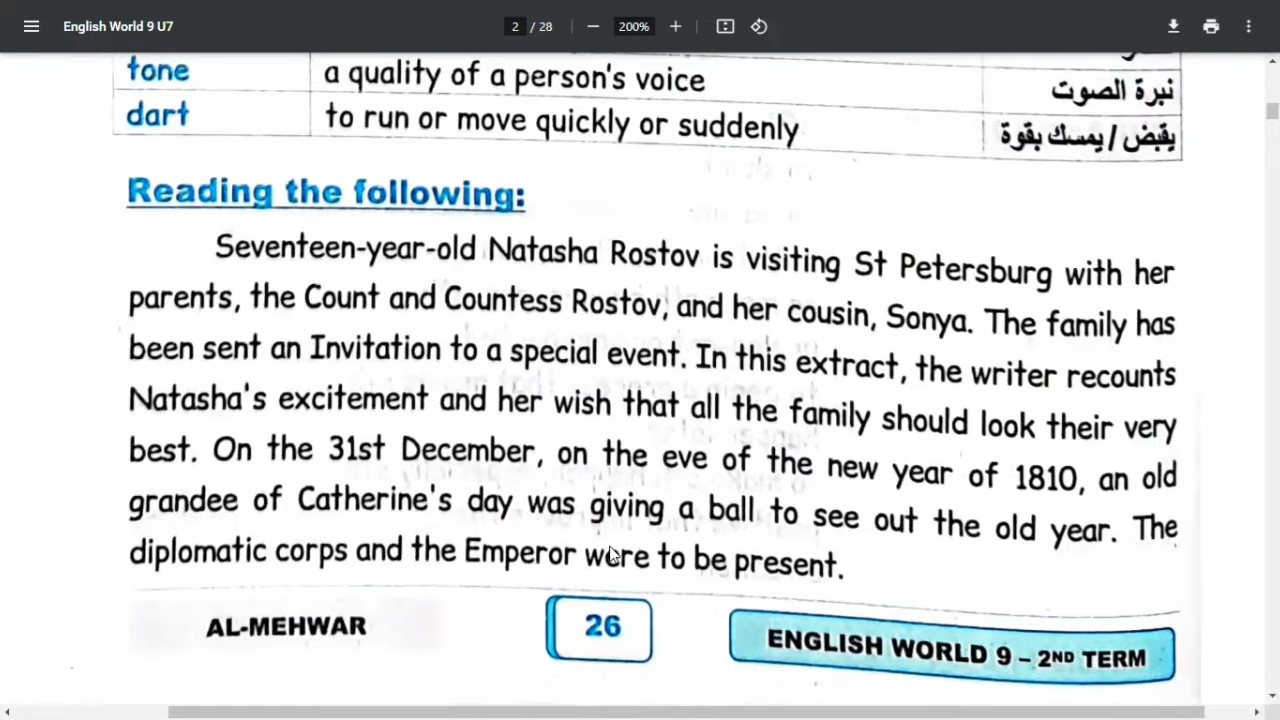 English World 9 U7
2 / 28
200%
tone a quality of a person's voice نبرة الصوت
dart to run or move quickly or suddenly يقبض/يمسك بقوة
Reading the following:
Seventeen-year-old Natasha Rostov is visiting St Petersburg with her
parents, the Count and Countess Rostov, and her cousin, Sonya. The family has
been sent an Invitation to a special event. In this extract, the writer recounts
Natasha's excitement and her wish that all the family should look their very
best. On the 31st December, on the eve of the new year of 1810, an old
grandee of Catherine's day was giving a ball to see out the old year. The
diplomatic corps and the Emperor were to be present.
AL-MEHWAR
26
ENGLISH WORLD 9 – 2ND TERM